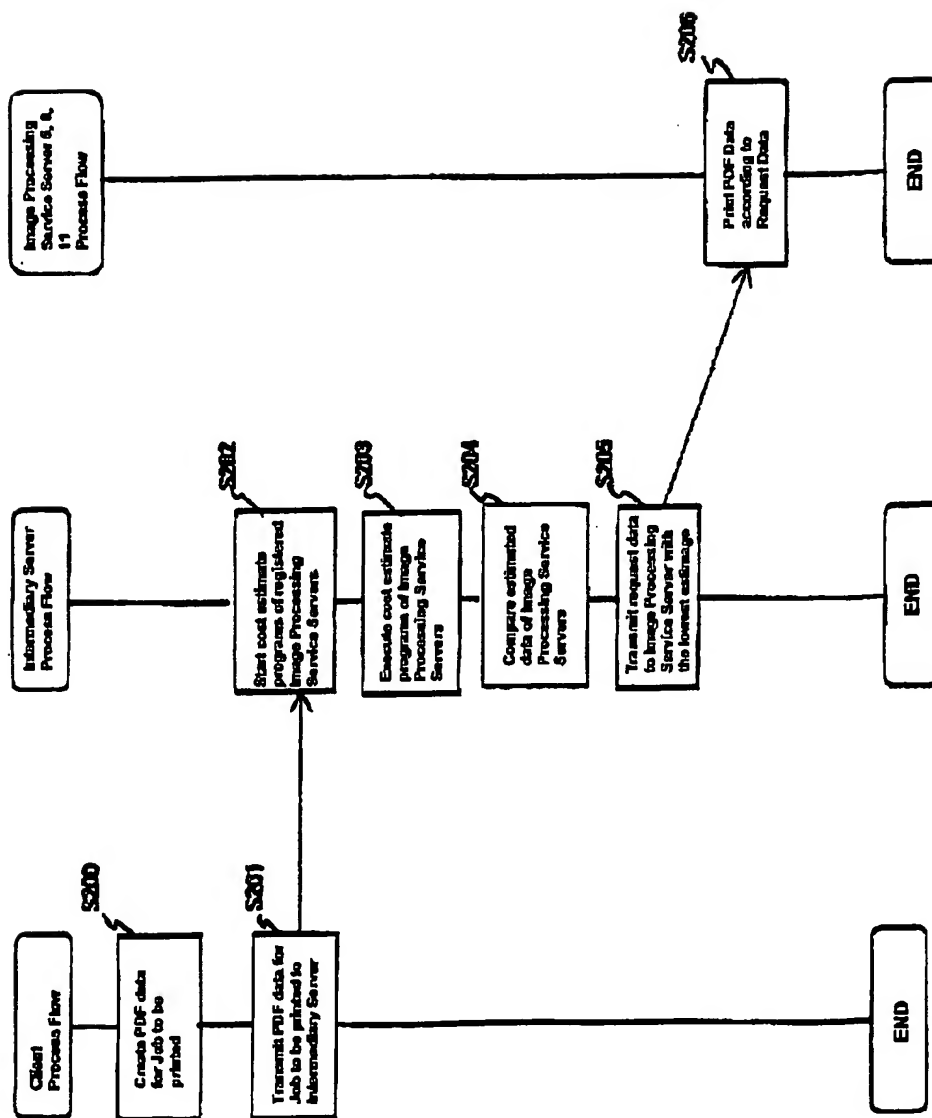 Client
Process Flow
S200
Create PDF data
for Job to be
printed
S201
Transmit PDF data for
Job to be printed to
Intermediary Server
END
Intermediary Server
Process Flow
S202
Start cost estimate
programs of registered
Image Processing
Service Servers
S203
Execute cost estimate
programs of Image
Processing Service
Servers
S204
Compare estimated
data of Image
Processing Service
Servers
S205
Transmit request data
to Image Processing
Service Server with
the lowest estimage
END
Image Processing
Service Server 6, 8,
11
Process Flow
S206
Print PDF Data
according to
Request Data
END